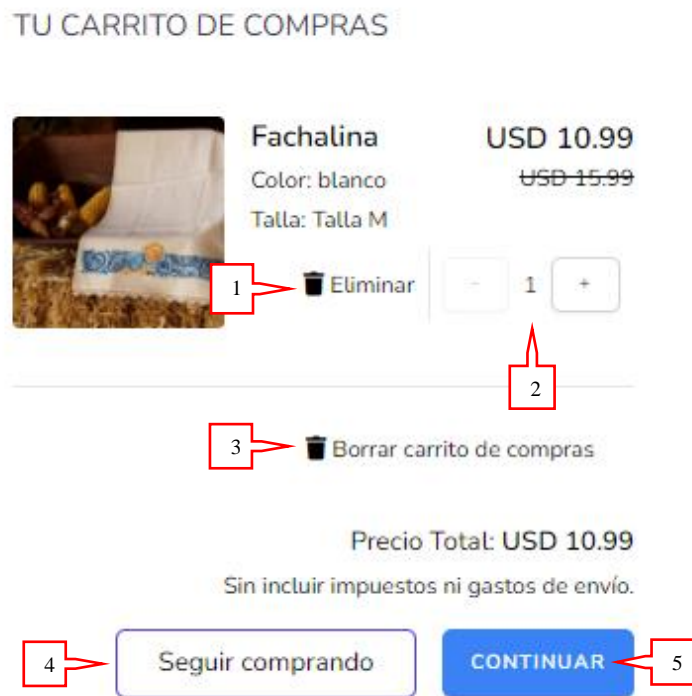 TU CARRITO DE COMPRAS
Fachalina USD 10.99
Color: blanco USD 15.99
Talla: Talla M
1 Eliminar - 1 +
2
3 Borrar carrito de compras
Precio Total: USD 10.99
Sin incluir impuestos ni gastos de envío.
4 Seguir comprando CONTINUAR 5